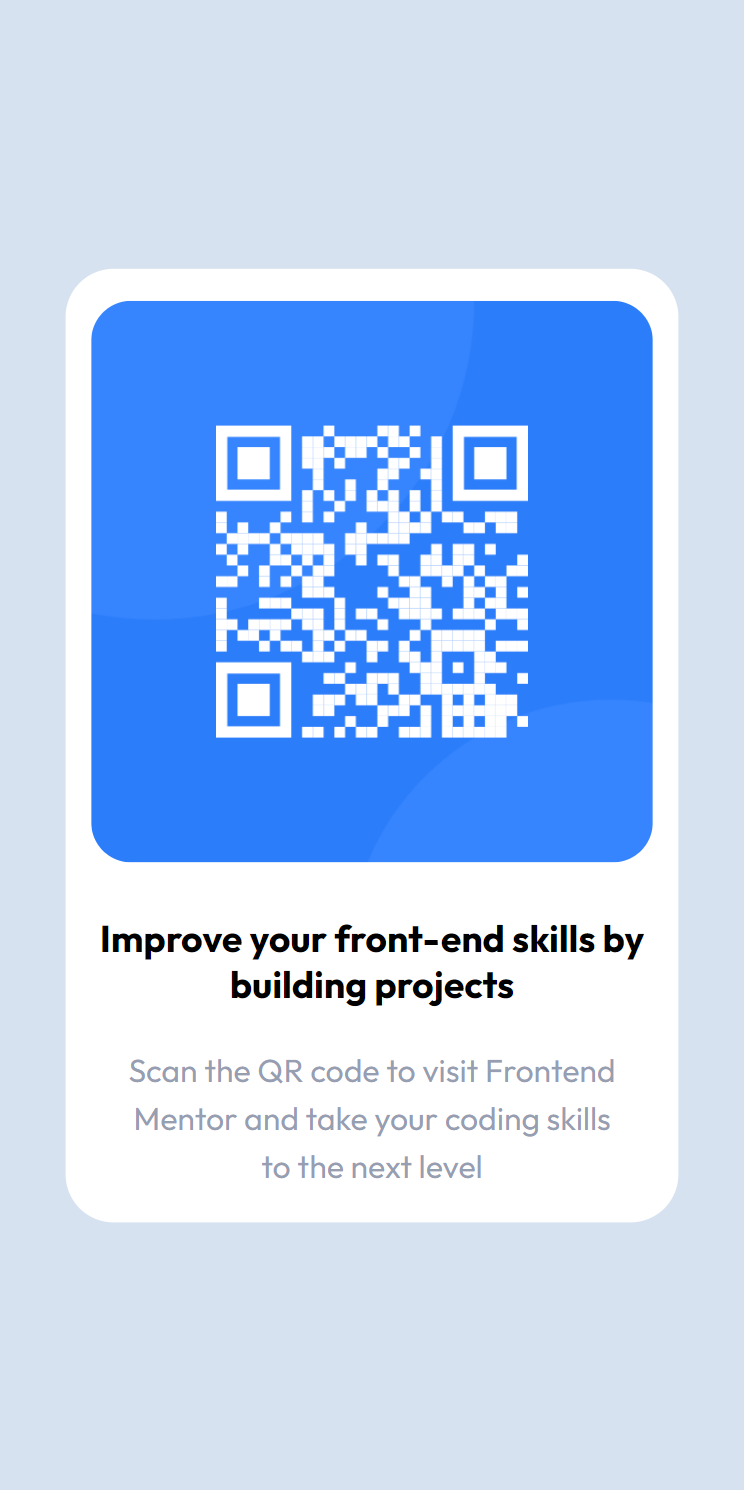 Improve your front-end skills by
building projects
Scan the QR code to visit Frontend
Mentor and take your coding skills
to the next level